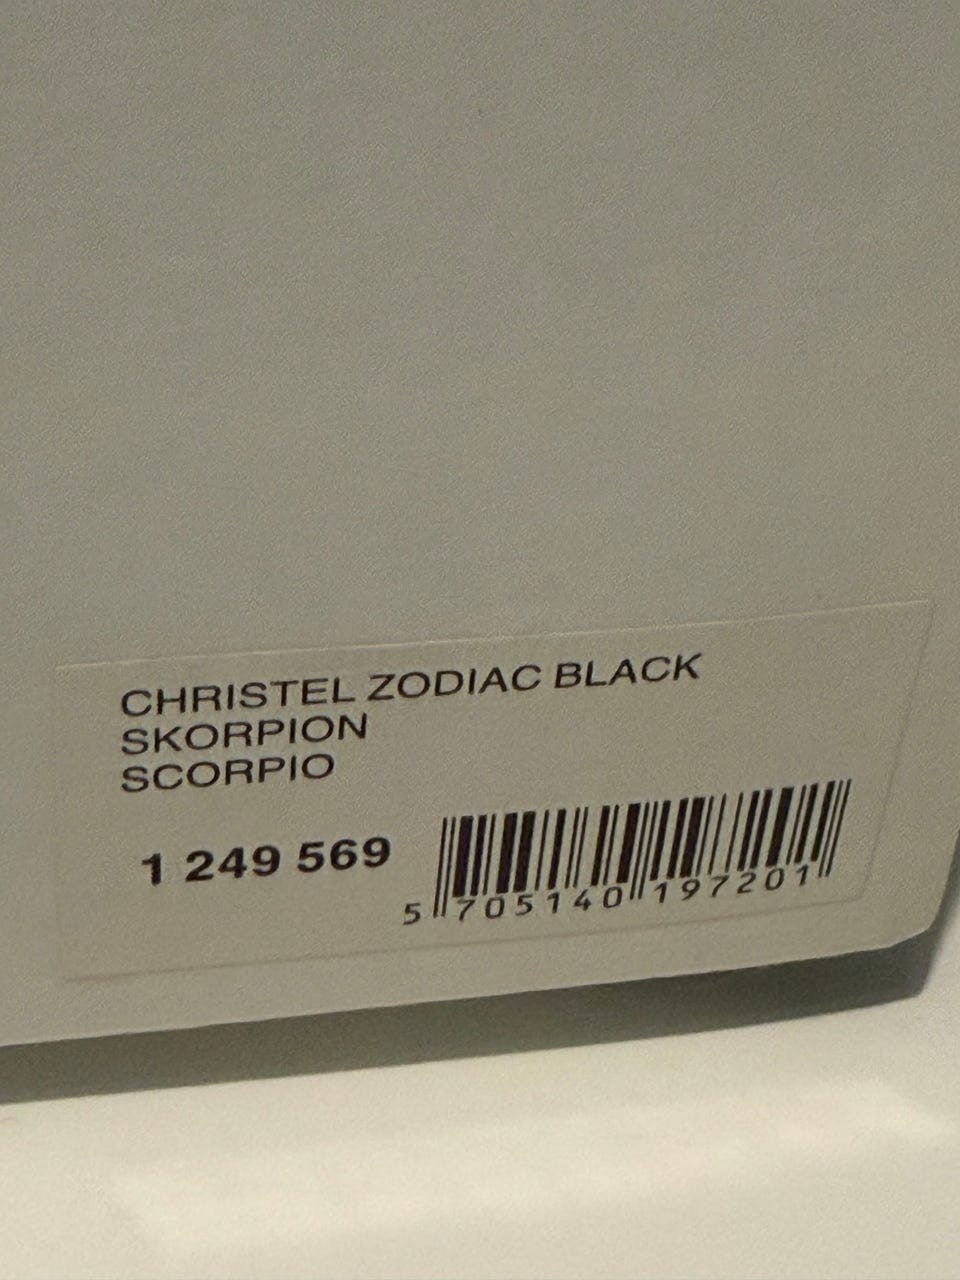 CHRISTEL ZODIAC BLACK
SKORPION
SCORPIO
1 249 569
5 705140 197201